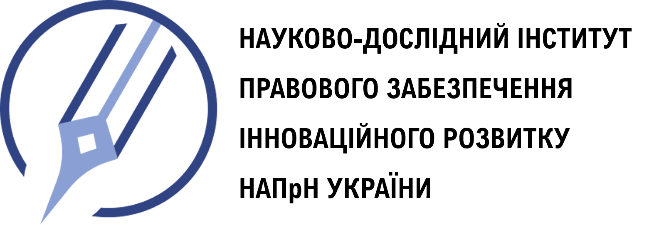 НАУКОВО-ДОСЛІДНИЙ ІНСТИТУТ
ПРАВОВОГО ЗАБЕЗПЕЧЕННЯ
ІННОВАЦІЙНОГО РОЗВИТКУ
НАПрН УКРАЇНИ